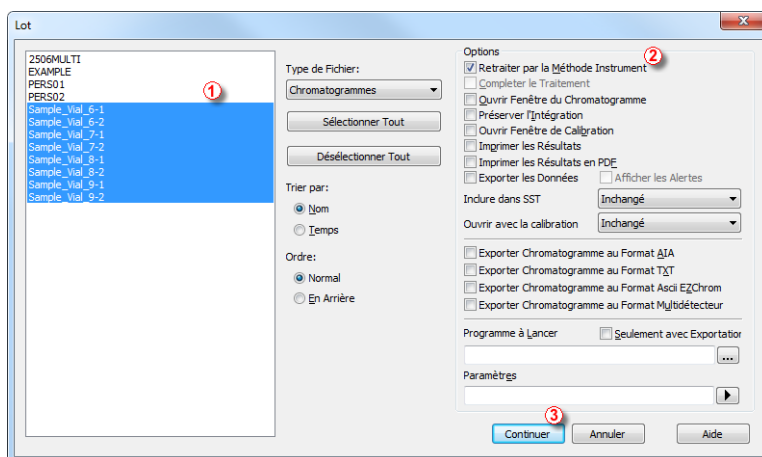 Lot
2506MULTI
EXAMPLE
PERS01
PERS02
Sample_Vial_6-1
Sample_Vial_6-2
Sample_Vial_7-1
Sample_Vial_7-2
Sample_Vial_8-1
Sample_Vial_8-2
Sample_Vial_9-1
Sample_Vial_9-2
1
Type de Fichier:
Chromatogrammes
Sélectionner Tout
Désélectionner Tout
Trier par:
Nom
Temps
Ordre:
Normal
En Arrière
Options
2
Retraiter par la Méthode Instrument
Completer le Traitement
Ouvrir Fenêtre du Chromatogramme
Préserver l'Intégration
Ouvrir Fenêtre de Calibration
Imprimer les Résultats
Imprimer les Résultats en PDF
Exporter les Données Afficher les Alertes
Indure dans SST Inchangé
Ouvrir avec la calibration Inchangé
Exporter Chromatogramme au Format AIA
Exporter Chromatogramme au Format TXT
Exporter Chromatogramme au Format Ascii EZChrom
Exporter Chromatogramme au Format Multidétecteur
Programme à Lancer Seulement avec Exportation
...
Paramètres
3
Continuer Annuler Aide